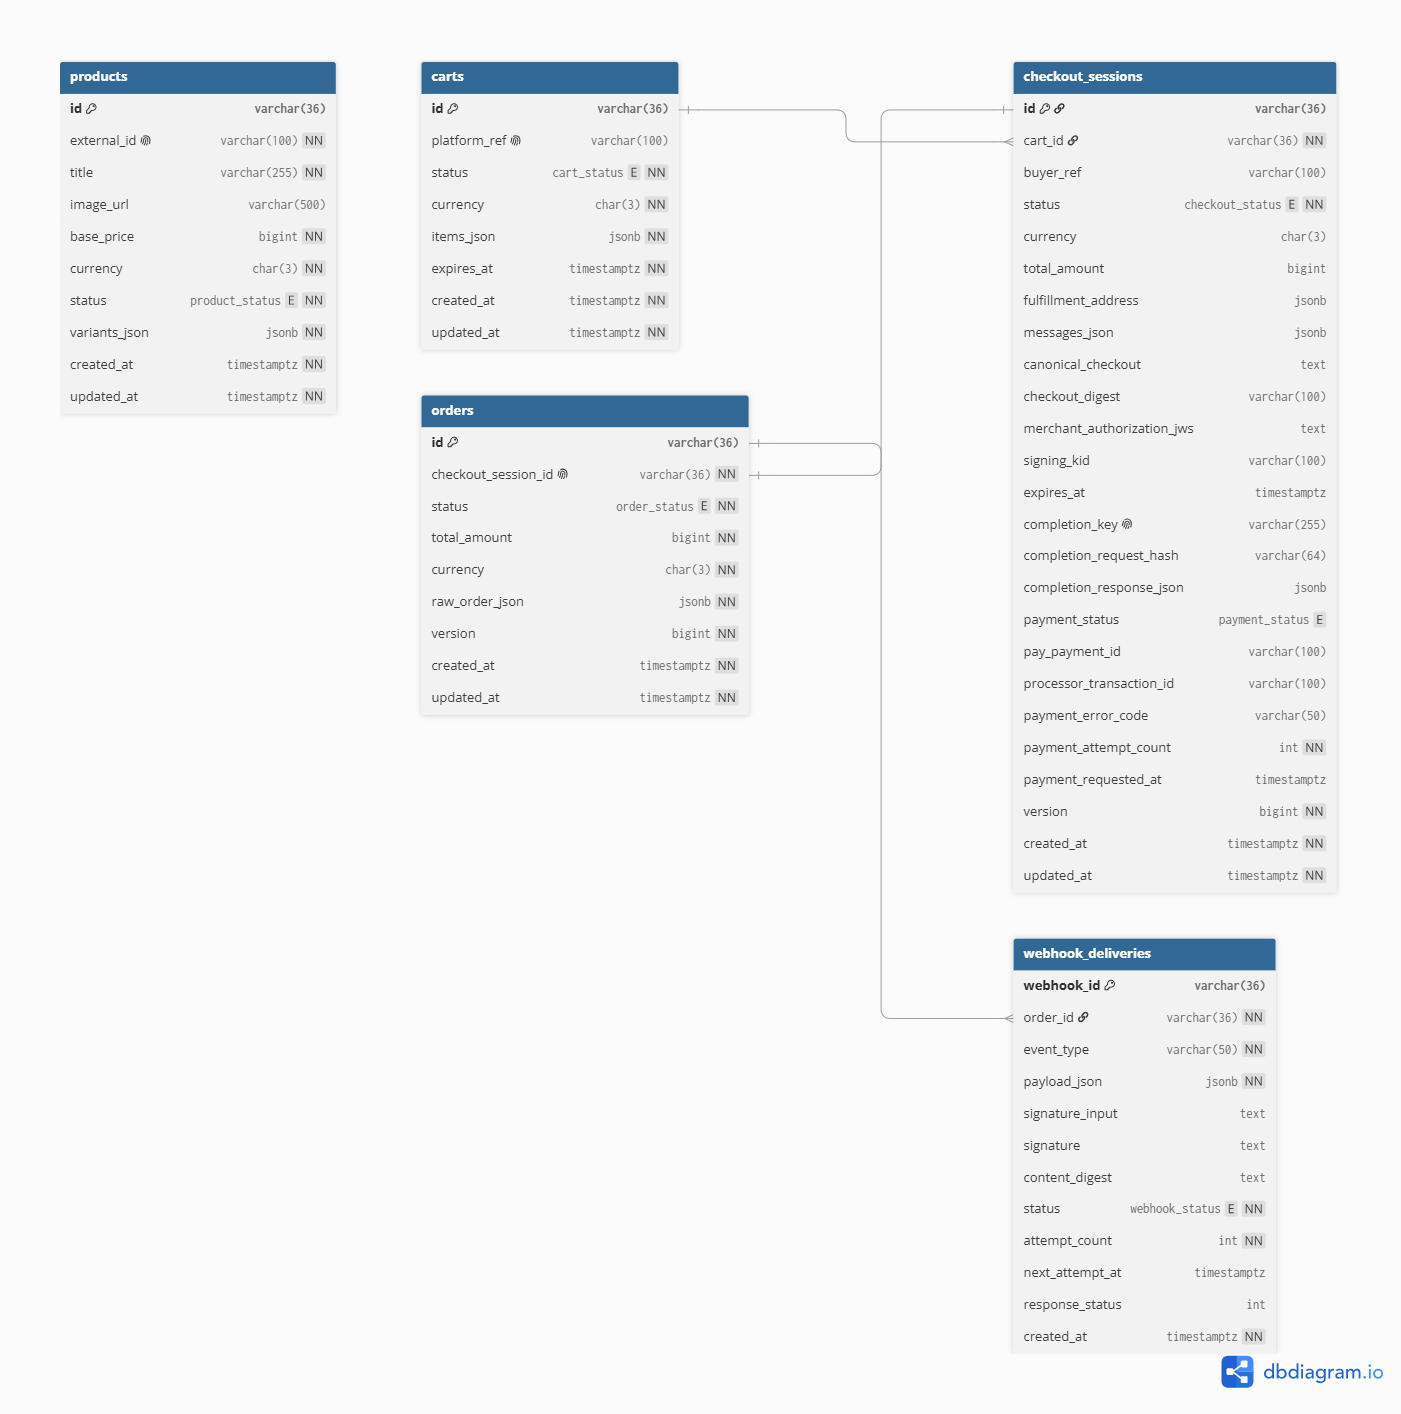 products
id varchar(36)
external_id varchar(100) NN
title varchar(255) NN
image_url varchar(500)
base_price bigint NN
currency char(3) NN
status product_status E NN
variants_json jsonb NN
created_at timestamptz NN
updated_at timestamptz NN
carts
id varchar(36)
platform_ref varchar(100)
status cart_status E NN
currency char(3) NN
items_json jsonb NN
expires_at timestamptz NN
created_at timestamptz NN
updated_at timestamptz NN
orders
id varchar(36)
checkout_session_id varchar(36) NN
status order_status E NN
total_amount bigint NN
currency char(3) NN
raw_order_json jsonb NN
version bigint NN
created_at timestamptz NN
updated_at timestamptz NN
checkout_sessions
id varchar(36)
cart_id varchar(36) NN
buyer_ref varchar(100)
status checkout_status E NN
currency char(3)
total_amount bigint
fulfillment_address jsonb
messages_json jsonb
canonical_checkout text
checkout_digest varchar(100)
merchant_authorization_jws text
signing_kid varchar(100)
expires_at timestamptz
completion_key varchar(255)
completion_request_hash varchar(64)
completion_response_json jsonb
payment_status payment_status E
pay_payment_id varchar(100)
processor_transaction_id varchar(100)
payment_error_code varchar(50)
payment_attempt_count int NN
payment_requested_at timestamptz
version bigint NN
created_at timestamptz NN
updated_at timestamptz NN
webhook_deliveries
webhook_id varchar(36)
order_id varchar(36) NN
event_type varchar(50) NN
payload_json jsonb NN
signature_input text
signature text
content_digest text
status webhook_status E NN
attempt_count int NN
next_attempt_at timestamptz
response_status int
created_at timestamptz NN
dbdiagram.io